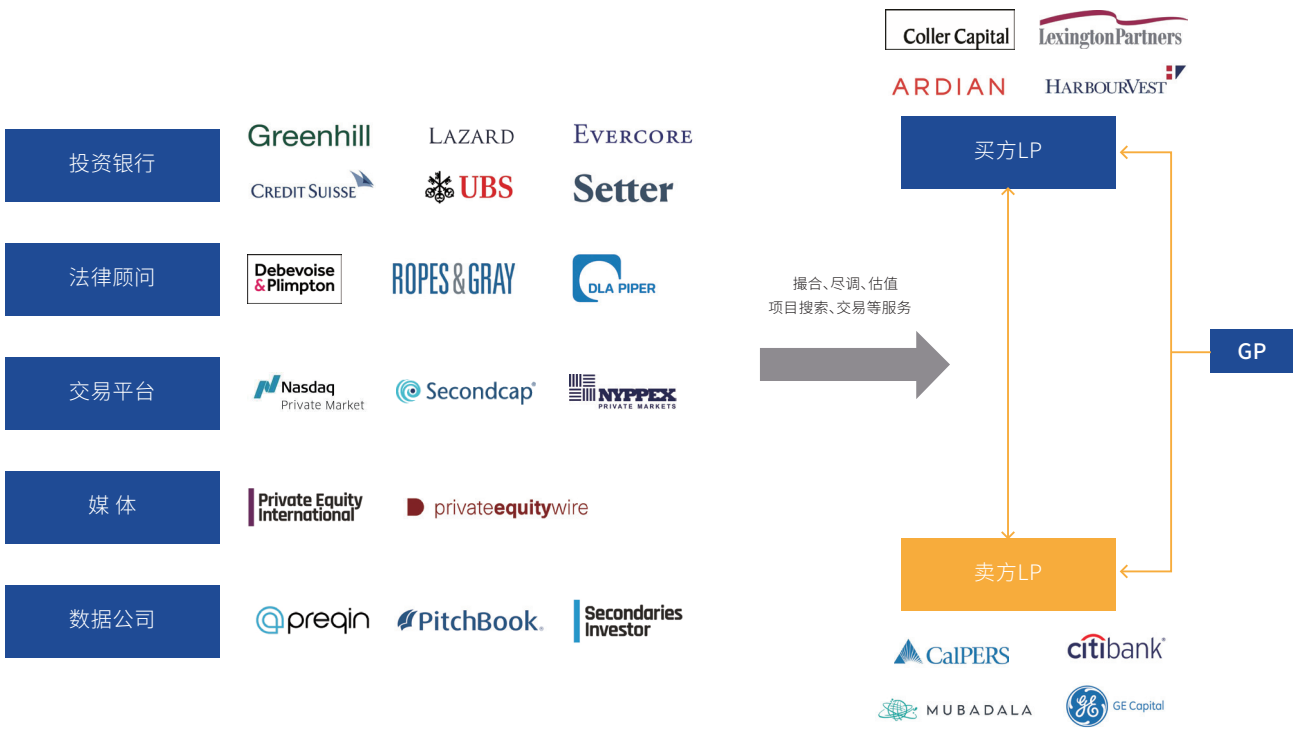 Coller Capital
LexingtonPartners
ARDIAN
HARBOURVEST
投资银行
Greenhill
LAZARD
EVERCORE
CREDIT SUISSE
UBS
Setter
法律顾问
Debevoise
&Plimpton
ROPES&GRAY
DLA PIPER
交易平台
Nasdaq
Private Market
Secondcap®
NYPPEX
PRIVATE MARKETS
媒 体
Private Equity
International
privateequitywire
数据公司
preqin
PitchBook®
Secondaries
Investor
撮合、尽调、估值
项目搜索、交易等服务
买方LP
GP
卖方LP
CalPERS
citibank®
MUBADALA
GE
GE Capital